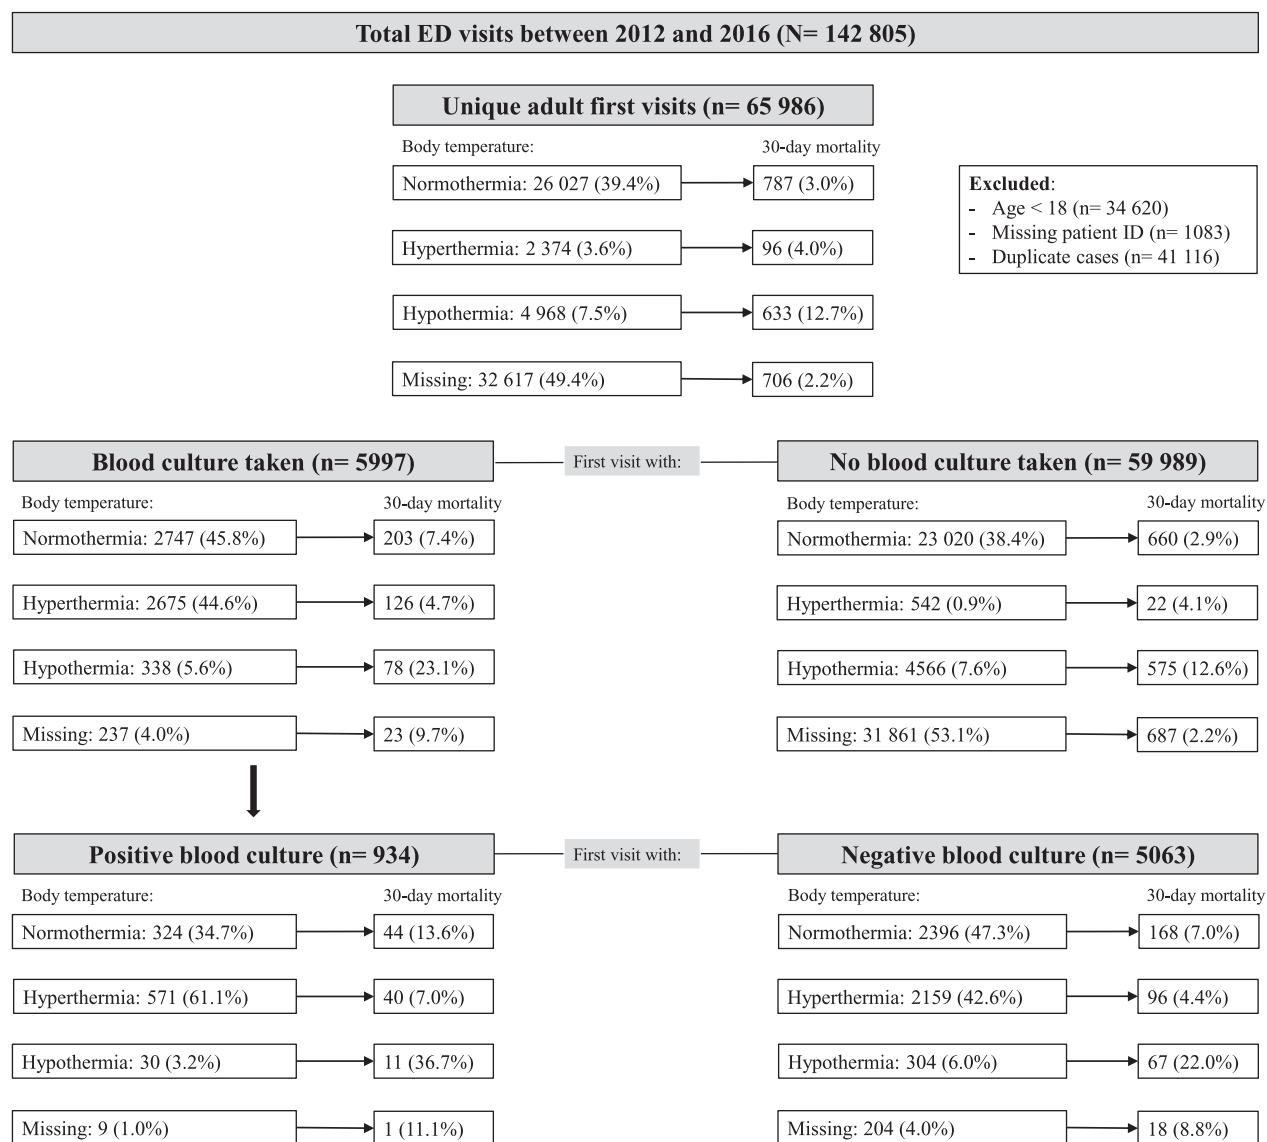 Total ED visits between 2012 and 2016 (N= 142 805)
Unique adult first visits (n= 65 986)
Body temperature: 30-day mortality
Normothermia: 26 027 (39.4%) 787 (3.0%)
Hyperthermia: 2 374 (3.6%) 96 (4.0%)
Hypothermia: 4 968 (7.5%) 633 (12.7%)
Missing: 32 617 (49.4%) 706 (2.2%)
Excluded:
- Age < 18 (n= 34 620)
- Missing patient ID (n= 1083)
- Duplicate cases (n= 41 116)
Blood culture taken (n= 5997)
First visit with:
No blood culture taken (n= 59 989)
Body temperature: 30-day mortality
Normothermia: 2747 (45.8%) 203 (7.4%)
Hyperthermia: 2675 (44.6%) 126 (4.7%)
Hypothermia: 338 (5.6%) 78 (23.1%)
Missing: 237 (4.0%) 23 (9.7%)
Body temperature: 30-day mortality
Normothermia: 23 020 (38.4%) 660 (2.9%)
Hyperthermia: 542 (0.9%) 22 (4.1%)
Hypothermia: 4566 (7.6%) 575 (12.6%)
Missing: 31 861 (53.1%) 687 (2.2%)
Positive blood culture (n= 934)
First visit with:
Negative blood culture (n= 5063)
Body temperature: 30-day mortality
Normothermia: 324 (34.7%) 44 (13.6%)
Hyperthermia: 571 (61.1%) 40 (7.0%)
Hypothermia: 30 (3.2%) 11 (36.7%)
Missing: 9 (1.0%) 1 (11.1%)
Body temperature: 30-day mortality
Normothermia: 2396 (47.3%) 168 (7.0%)
Hyperthermia: 2159 (42.6%) 96 (4.4%)
Hypothermia: 304 (6.0%) 67 (22.0%)
Missing: 204 (4.0%) 18 (8.8%)